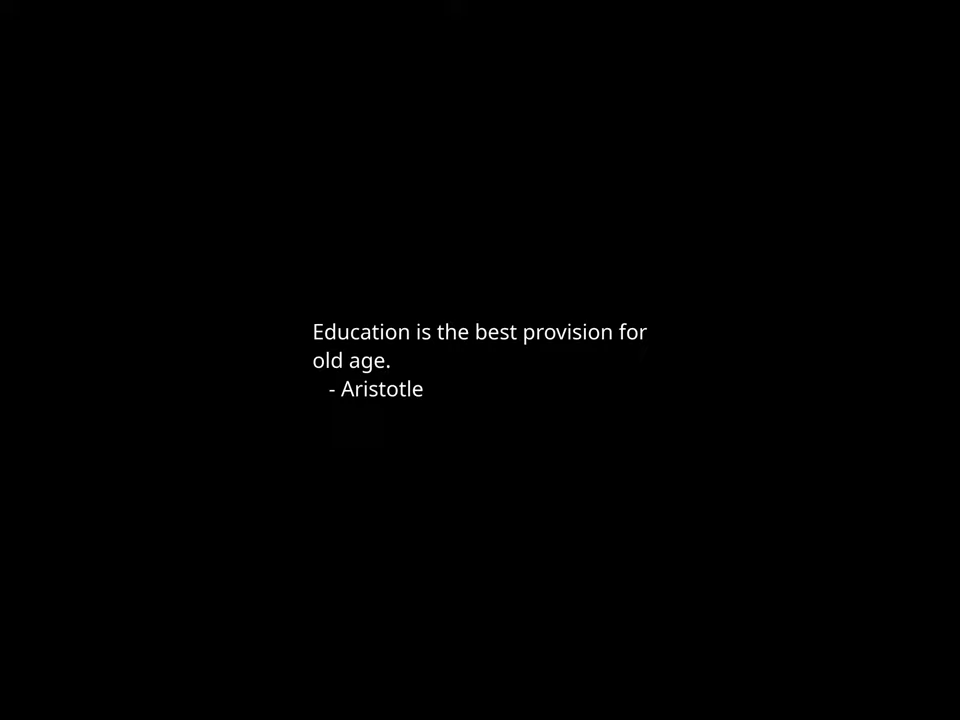 Education is the best provision for
old age.
- Aristotle